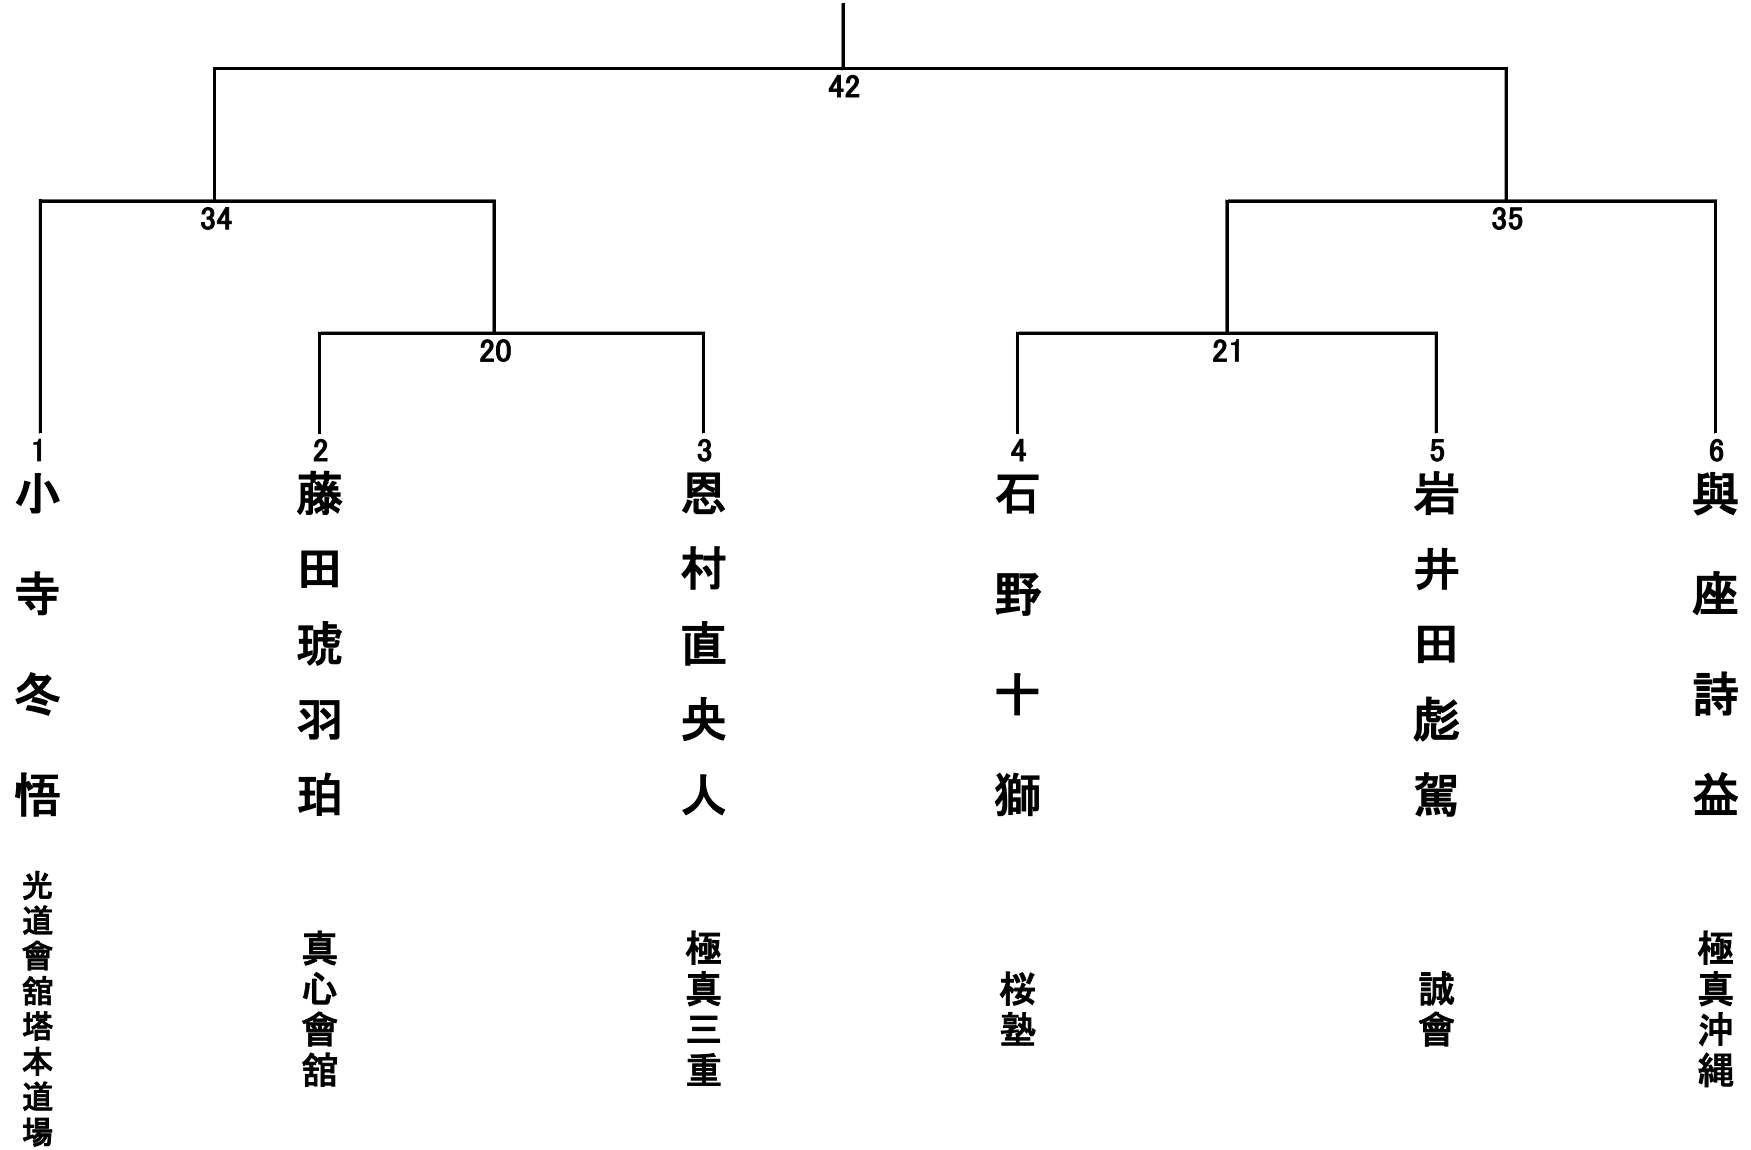 42
34
35
20
21
1
小寺冬悟
光道會舘塔本道場
2
藤田琥羽珀
真心會舘
3
恩村直央人
極真三重
4
石野十獅
桜塾
5
岩井田彪駕
誠會
6
與座詩益
極真沖縄